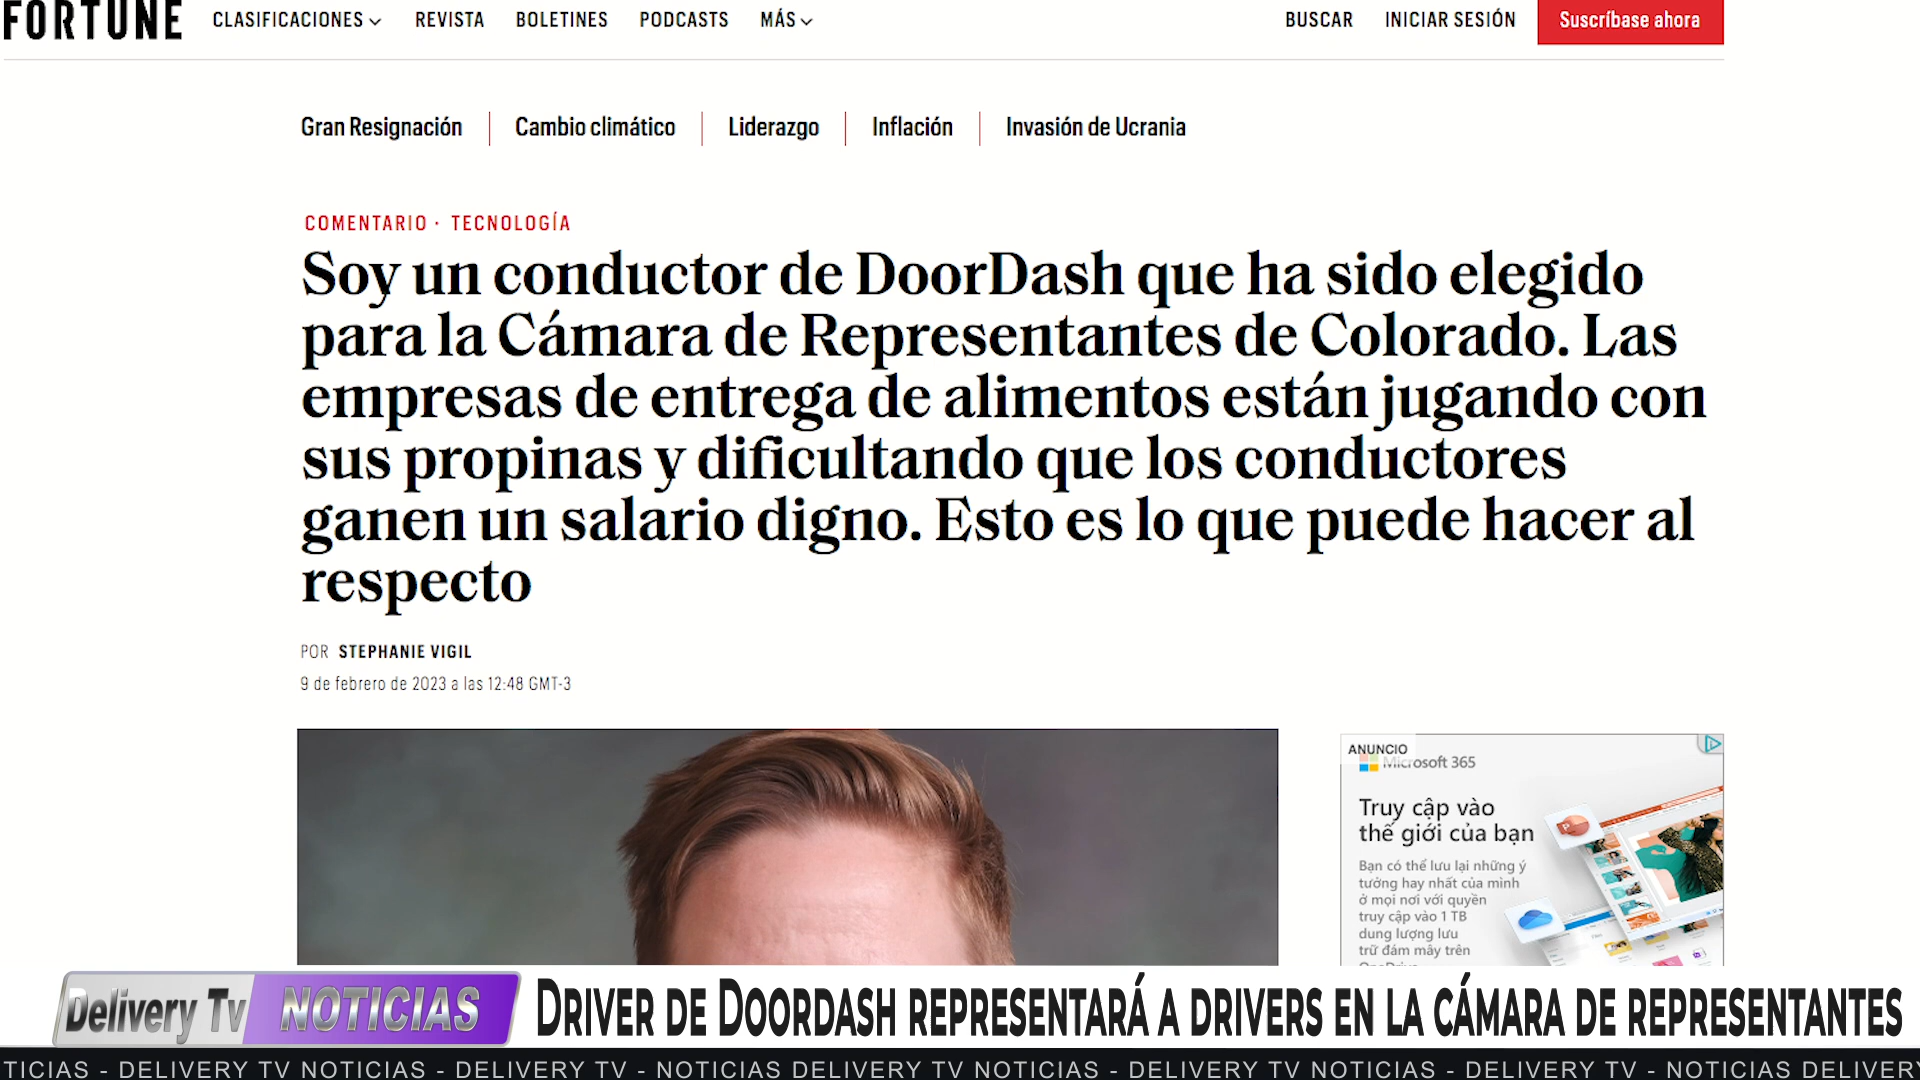 FORTUNE CLASIFICACIONES REVISTA BOLETINES PODCASTS MÁS BUSCAR INICIAR SESIÓN Suscríbase ahora
Gran Resignación Cambio climático Liderazgo Inflación Invasión de Ucrania
COMENTARIO · TECNOLOGÍA
Soy un conductor de DoorDash que ha sido elegido
para la Cámara de Representantes de Colorado. Las
empresas de entrega de alimentos están jugando con
sus propinas y dificultando que los conductores
ganen un salario digno. Esto es lo que puede hacer al
respecto
POR STEPHANIE VIGIL
9 de febrero de 2023 a las 12:48 GMT-3
ANUNCIO
Microsoft 365
Truy cập vào
thế giới của bạn
Bạn có thể lưu lại những ý
tưởng hay nhất của mình
ở mọi nơi với quyền
truy cập vào 1 TB
dung lượng lưu
trữ đám mây trên
OneDrive
Delivery Tv NOTICIAS DRIVER DE DOORDASH REPRESENTARÁ A DRIVERS EN LA CÁMARA DE REPRESENTANTES
TICIAS - DELIVERY TV NOTICIAS - DELIVERY TV - NOTICIAS DELIVERY TV NOTICIAS - DELIVERY TV - NOTICIAS DELIVERY